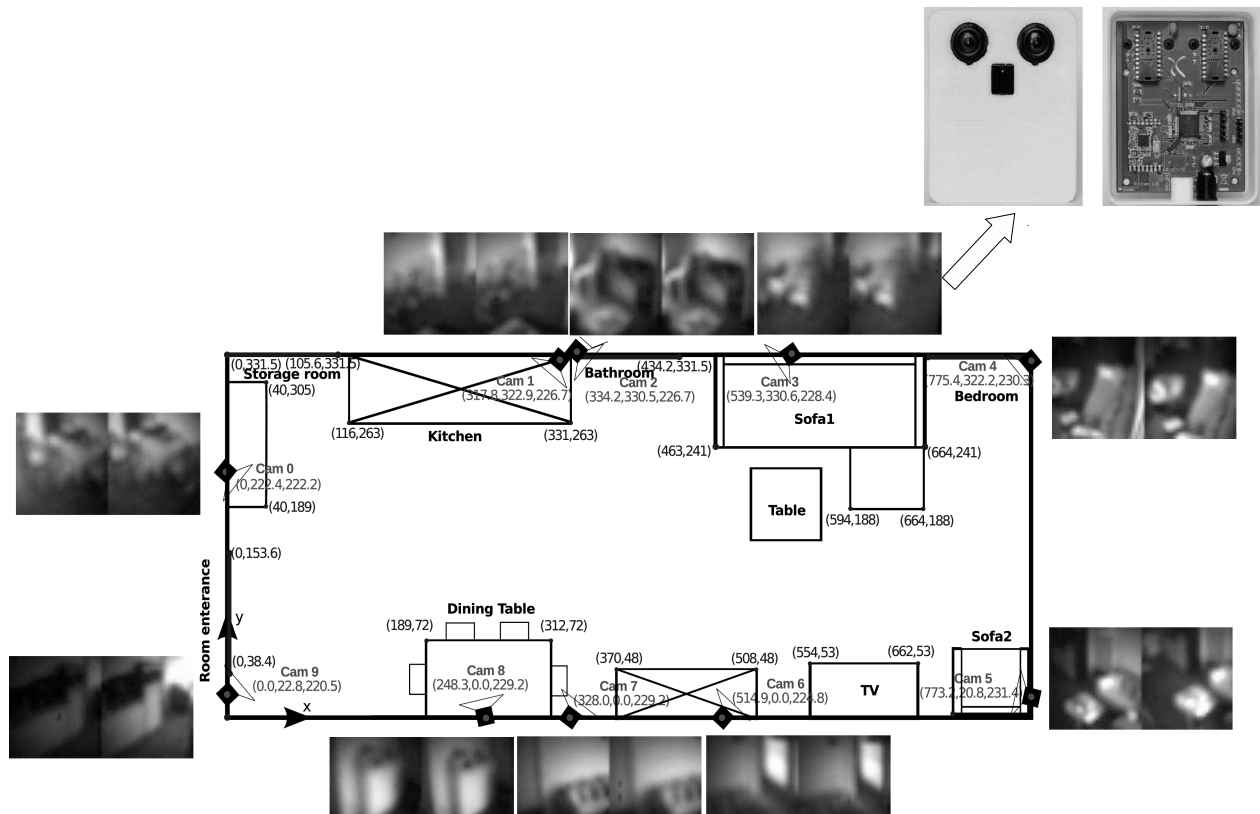 (0,331.5)
(105.6,331.5)
Storage room
(40,305)
Cam 1
(317.8,322.9,226.7)
Bathroom
Cam 2
(334.2,330.5,226.7)
(434.2,331.5)
Cam 3
(539.3,330.6,228.4)
Cam 4
(775.4,322.2,230.3)
Bedroom
Sofa1
(116,263)
Kitchen
(331,263)
(463,241)
(664,241)
Cam 0
(0,222.4,222.2)
(40,189)
Table
(594,188)
(664,188)
(0,153.6)
Room enterance
y
Dining Table
(189,72)
(312,72)
Sofa2
(0,38.4)
Cam 9
(0.0,22.8,220.5)
Cam 8
(248.3,0.0,229.2)
(370,48)
(508,48)
(554,53)
(662,53)
Cam 7
(328.0,0.0,229.2)
Cam 6
(514.9,0.0,224.8)
TV
Cam 5
(773.2,20.8,231.4)
x